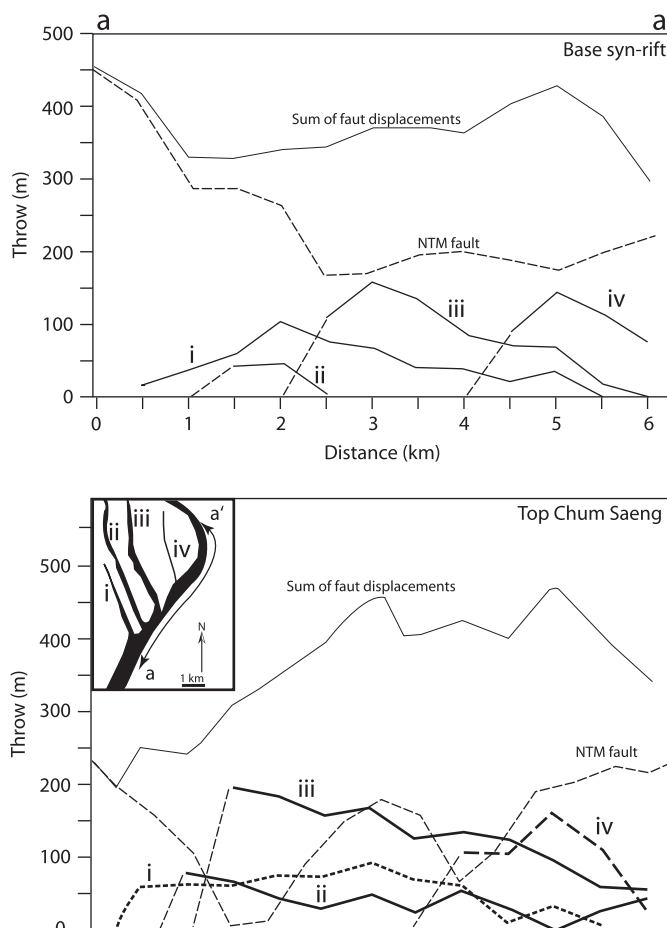 a
a
Base syn-rift
500
400
300
200
100
0
Throw (m)
Sum of faut displacements
NTM fault
i
ii
iii
iv
0 1 2 3 4 5 6
Distance (km)
Top Chum Saeng
500
400
300
200
100
0
Throw (m)
ii
iii
iv
i
a'
a
N
1 km
Sum of faut displacements
NTM fault
iii
iv
i
ii